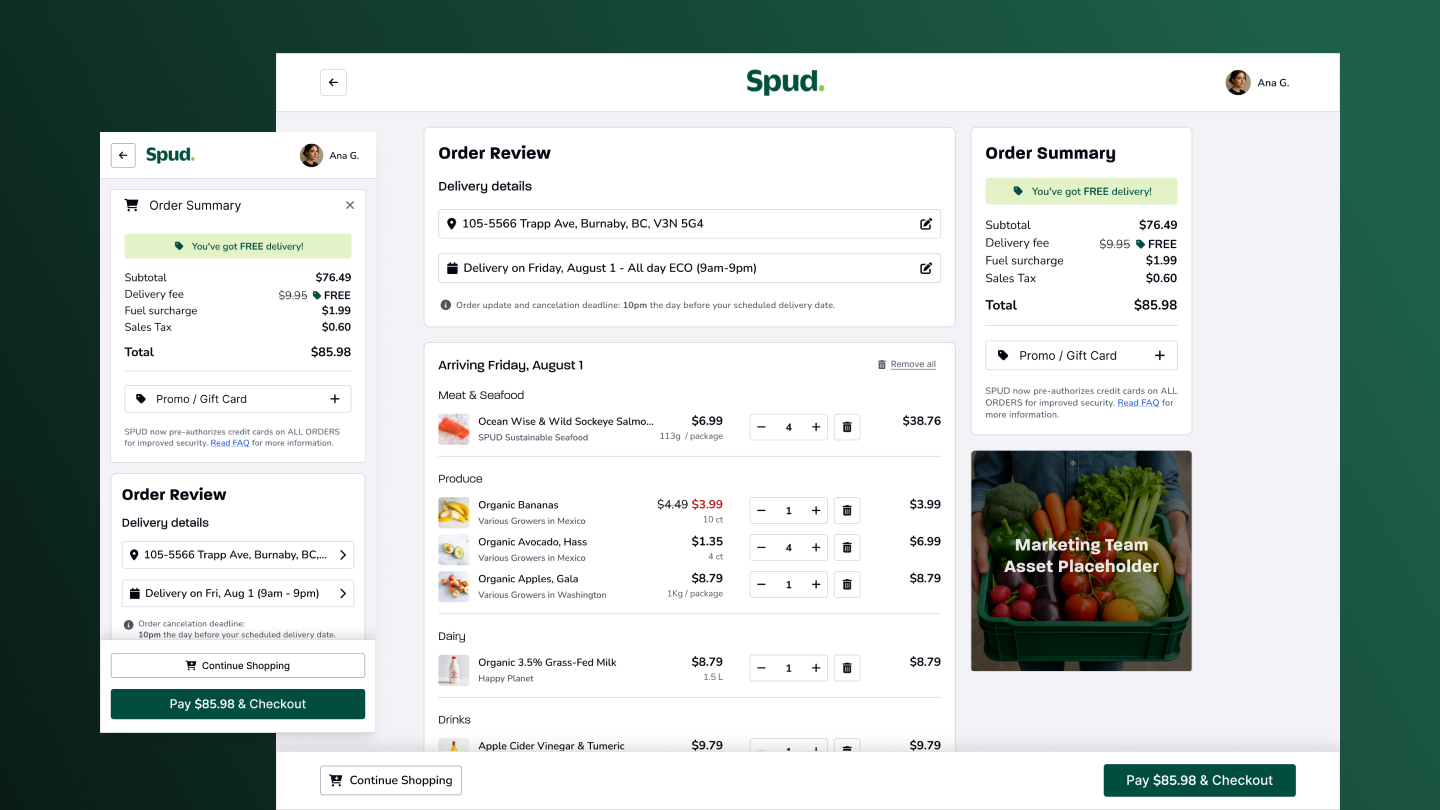 Spud.
Ana G.
Order Summary
You've got FREE delivery!
Subtotal $76.49
Delivery fee $9.95 FREE
Fuel surcharge $1.99
Sales Tax $0.60
Total $85.98
Promo / Gift Card
SPUD now pre-authorizes credit cards on ALL ORDERS
for improved security. Read FAQ for more information.
Order Review
Delivery details
105-5566 Trapp Ave, Burnaby, BC,...
Delivery on Fri, Aug 1 (9am - 9pm)
Order cancelation deadline:
10pm the day before your scheduled delivery date.
Continue Shopping
Pay $85.98 & Checkout
Spud.
Ana G.
Order Review
Delivery details
105-5566 Trapp Ave, Burnaby, BC, V3N 5G4
Delivery on Friday, August 1 - All day ECO (9am-9pm)
Order update and cancelation deadline: 10pm the day before your scheduled delivery date.
Arriving Friday, August 1
Remove all
Meat & Seafood
Ocean Wise & Wild Sockeye Salmo... $6.99 4 $38.76
SPUD Sustainable Seafood 113g / package
Produce
Organic Bananas $4.49 $3.99 1 $3.99
Various Growers in Mexico 10 ct
Organic Avocado, Hass $1.35 4 $6.99
Various Growers in Mexico 4 ct
Organic Apples, Gala $8.79 1 $8.79
Various Growers in Washington 1Kg / package
Dairy
Organic 3.5% Grass-Fed Milk $8.79 1 $8.79
Happy Planet 1.5 L
Drinks
Apple Cider Vinegar & Tumeric $9.79 $9.79
Order Summary
You've got FREE delivery!
Subtotal $76.49
Delivery fee $9.95 FREE
Fuel surcharge $1.99
Sales Tax $0.60
Total $85.98
Promo / Gift Card
SPUD now pre-authorizes credit cards on ALL
ORDERS for improved security. Read FAQ for
more information.
Marketing Team
Asset Placeholder
Continue Shopping
Pay $85.98 & Checkout